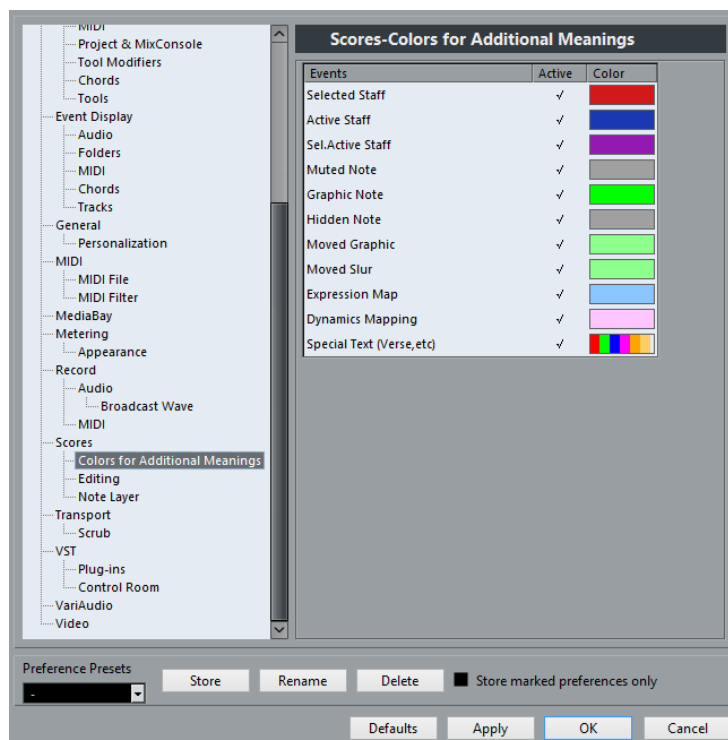 MIDI
Project & MixConsole
Tool Modifiers
Chords
Tools
Event Display
Audio
Folders
MIDI
Chords
Tracks
General
Personalization
MIDI
MIDI File
MIDI Filter
MediaBay
Metering
Appearance
Record
Audio
Broadcast Wave
MIDI
Scores
Colors for Additional Meanings
Editing
Note Layer
Transport
Scrub
VST
Plug-ins
Control Room
VariAudio
Video
Scores-Colors for Additional Meanings
Events Active Color
Selected Staff √
Active Staff √
Sel.Active Staff √
Muted Note √
Graphic Note √
Hidden Note √
Moved Graphic √
Moved Slur √
Expression Map √
Dynamics Mapping √
Special Text (Verse,etc) √
Preference Presets
-
Store Rename Delete Store marked preferences only
Defaults Apply OK Cancel